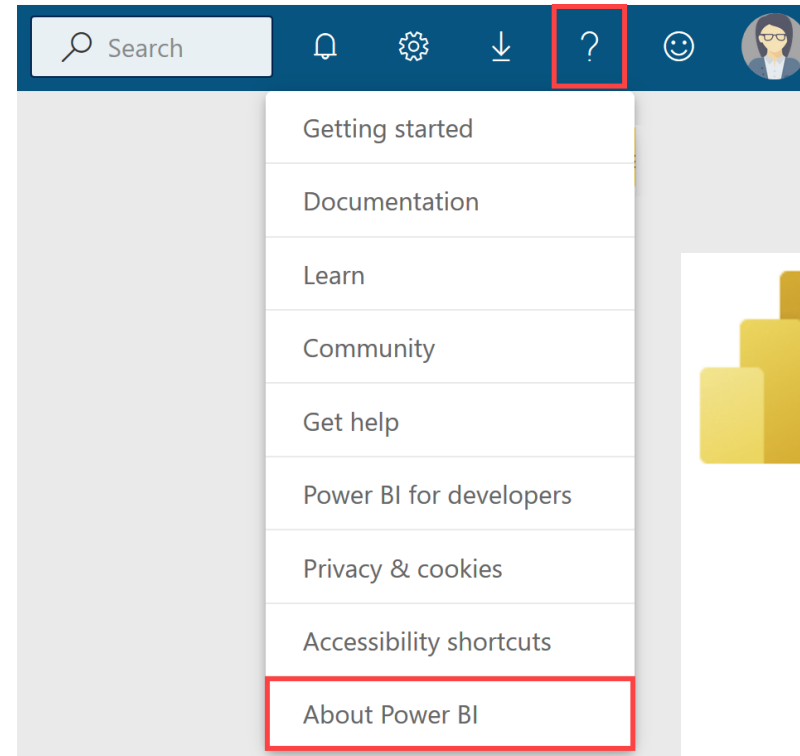 Search
?
Getting started
Documentation
Learn
Community
Get help
Power BI for developers
Privacy & cookies
Accessibility shortcuts
About Power BI